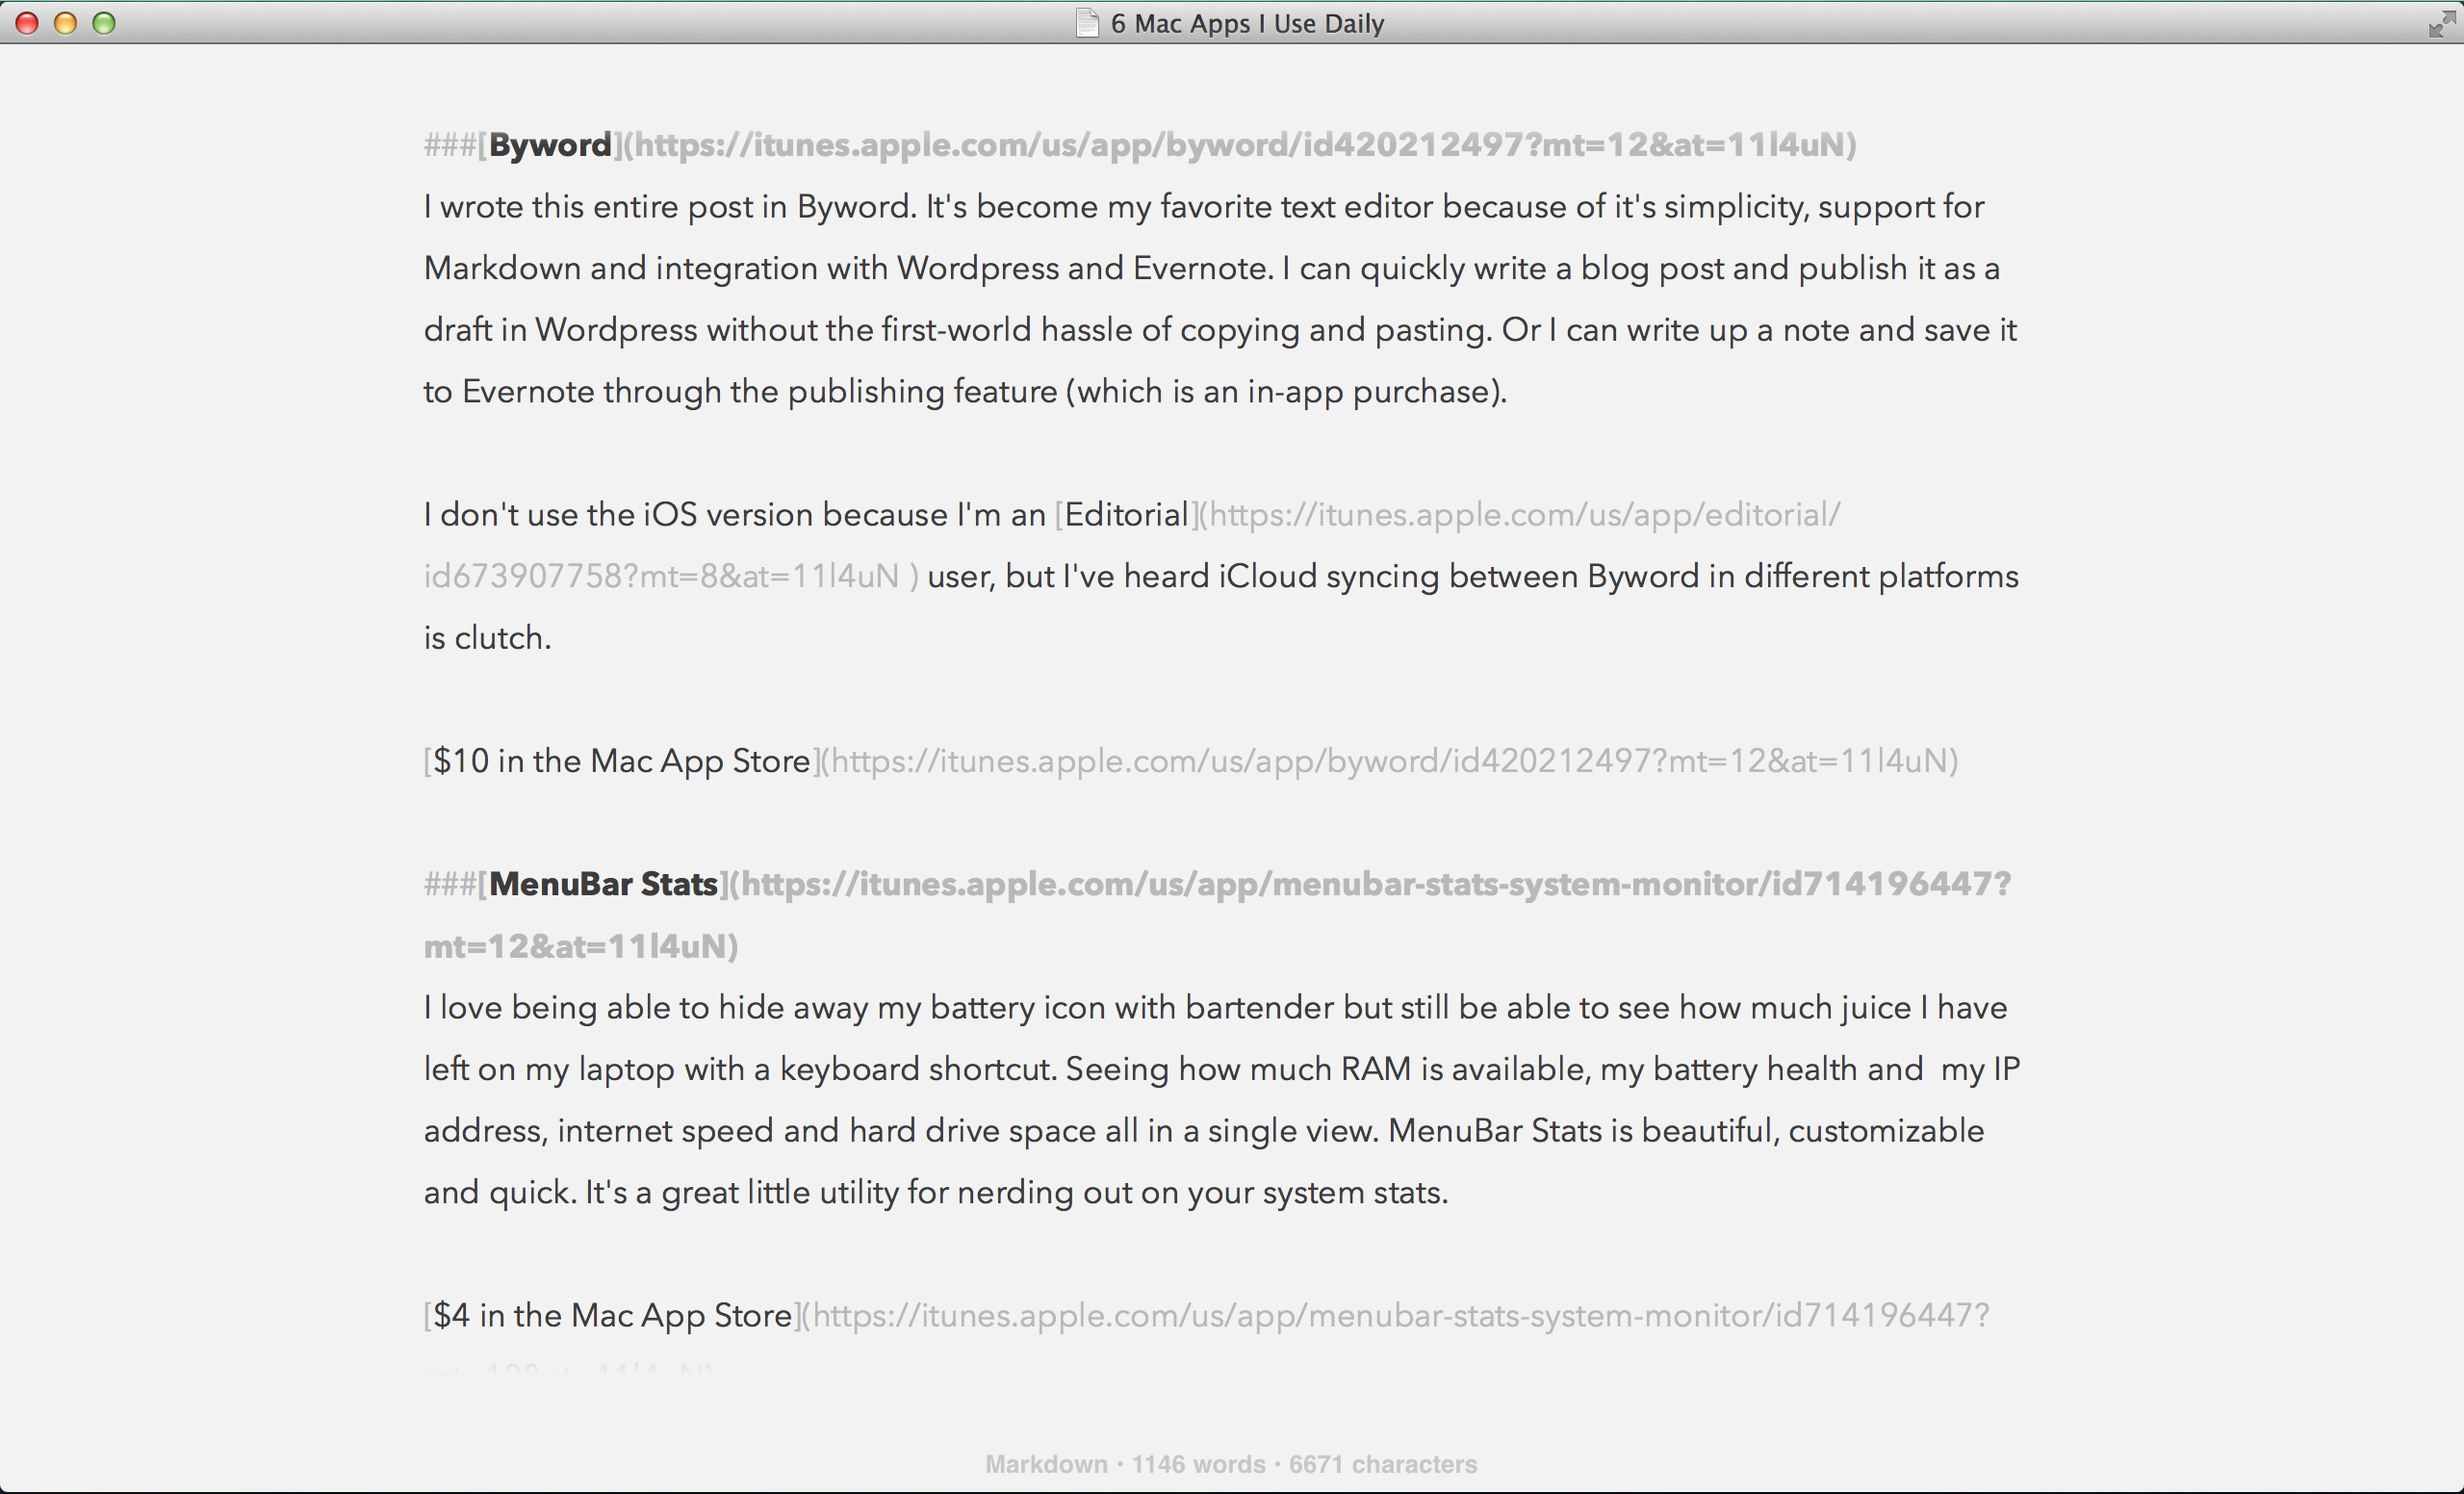 6 Mac Apps I Use Daily
###[Byword](https://itunes.apple.com/us/app/byword/id420212497?mt=12&at=11l4uN)
I wrote this entire post in Byword. It's become my favorite text editor because of it's simplicity, support for
Markdown and integration with Wordpress and Evernote. I can quickly write a blog post and publish it as a
draft in Wordpress without the first-world hassle of copying and pasting. Or I can write up a note and save it
to Evernote through the publishing feature (which is an in-app purchase).
I don't use the iOS version because I'm an [Editorial](https://itunes.apple.com/us/app/editorial/
id673907758?mt=8&at=11l4uN ) user, but I've heard iCloud syncing between Byword in different platforms
is clutch.
[$10 in the Mac App Store](https://itunes.apple.com/us/app/byword/id420212497?mt=12&at=11l4uN)
###[MenuBar Stats](https://itunes.apple.com/us/app/menubar-stats-system-monitor/id714196447?
mt=12&at=11l4uN)
I love being able to hide away my battery icon with bartender but still be able to see how much juice I have
left on my laptop with a keyboard shortcut. Seeing how much RAM is available, my battery health and  my IP
address, internet speed and hard drive space all in a single view. MenuBar Stats is beautiful, customizable
and quick. It's a great little utility for nerding out on your system stats.
[$4 in the Mac App Store](https://itunes.apple.com/us/app/menubar-stats-system-monitor/id714196447?
mt=12&at=11l4uN)
Markdown • 1146 words • 6671 characters